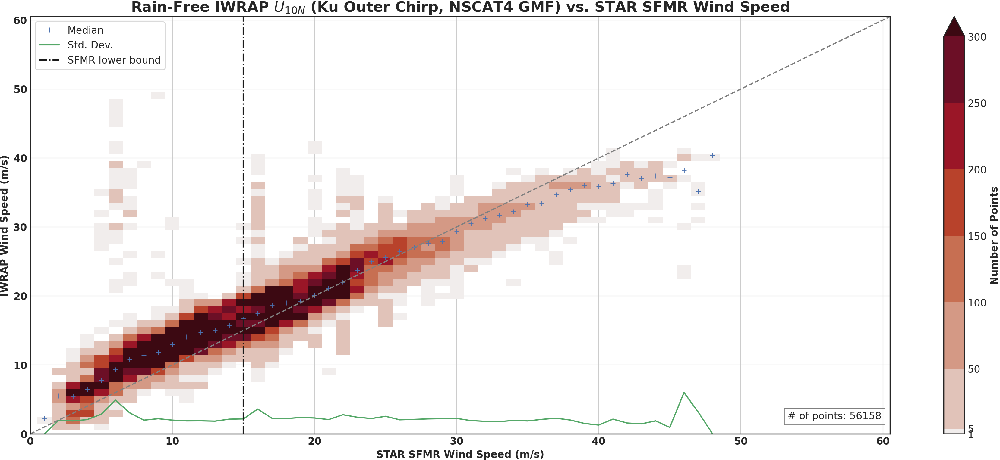 Rain-Free IWRAP U10N (Ku Outer Chirp, NSCAT4 GMF) vs. STAR SFMR Wind Speed
Median
Std. Dev.
SFMR lower bound
IWRAP Wind Speed (m/s)
60
50
40
30
20
10
0
0 10 20 30 40 50 60
STAR SFMR Wind Speed (m/s)
# of points: 56158
300
250
200
150
100
50
5
1
Number of Points